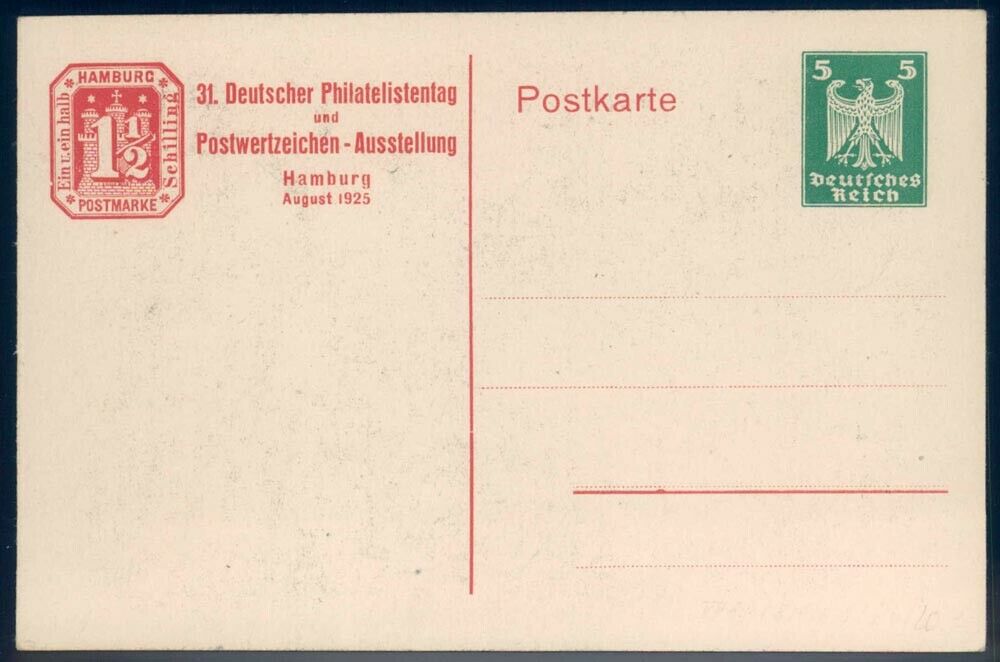 HAMBURG
Ein u. ein halb
1 1/2
Schilling
POSTMARKE
31. Deutscher Philatelistentag
und
Postwertzeichen-Ausstellung
Hamburg
August 1925
Postkarte
5 5
Deutsches
Reich
20